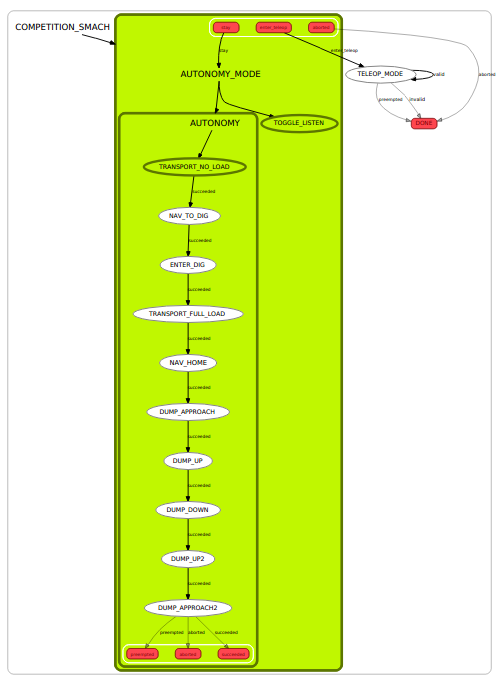 COMPETITION_SMACH
stay
enter_teleop
aborted
stay
enter_teleop
AUTONOMY_MODE
TELEOP_MODE
valid
aborted
preempted
invalid
AUTONOMY
TOGGLE_LISTEN
DONE
TRANSPORT_NO_LOAD
succeeded
NAV_TO_DIG
succeeded
ENTER_DIG
succeeded
TRANSPORT_FULL_LOAD
succeeded
NAV_HOME
succeeded
DUMP_APPROACH
succeeded
DUMP_UP
succeeded
DUMP_DOWN
succeeded
DUMP_UP2
succeeded
DUMP_APPROACH2
preempted
aborted
succeeded
preempted
aborted
succeeded